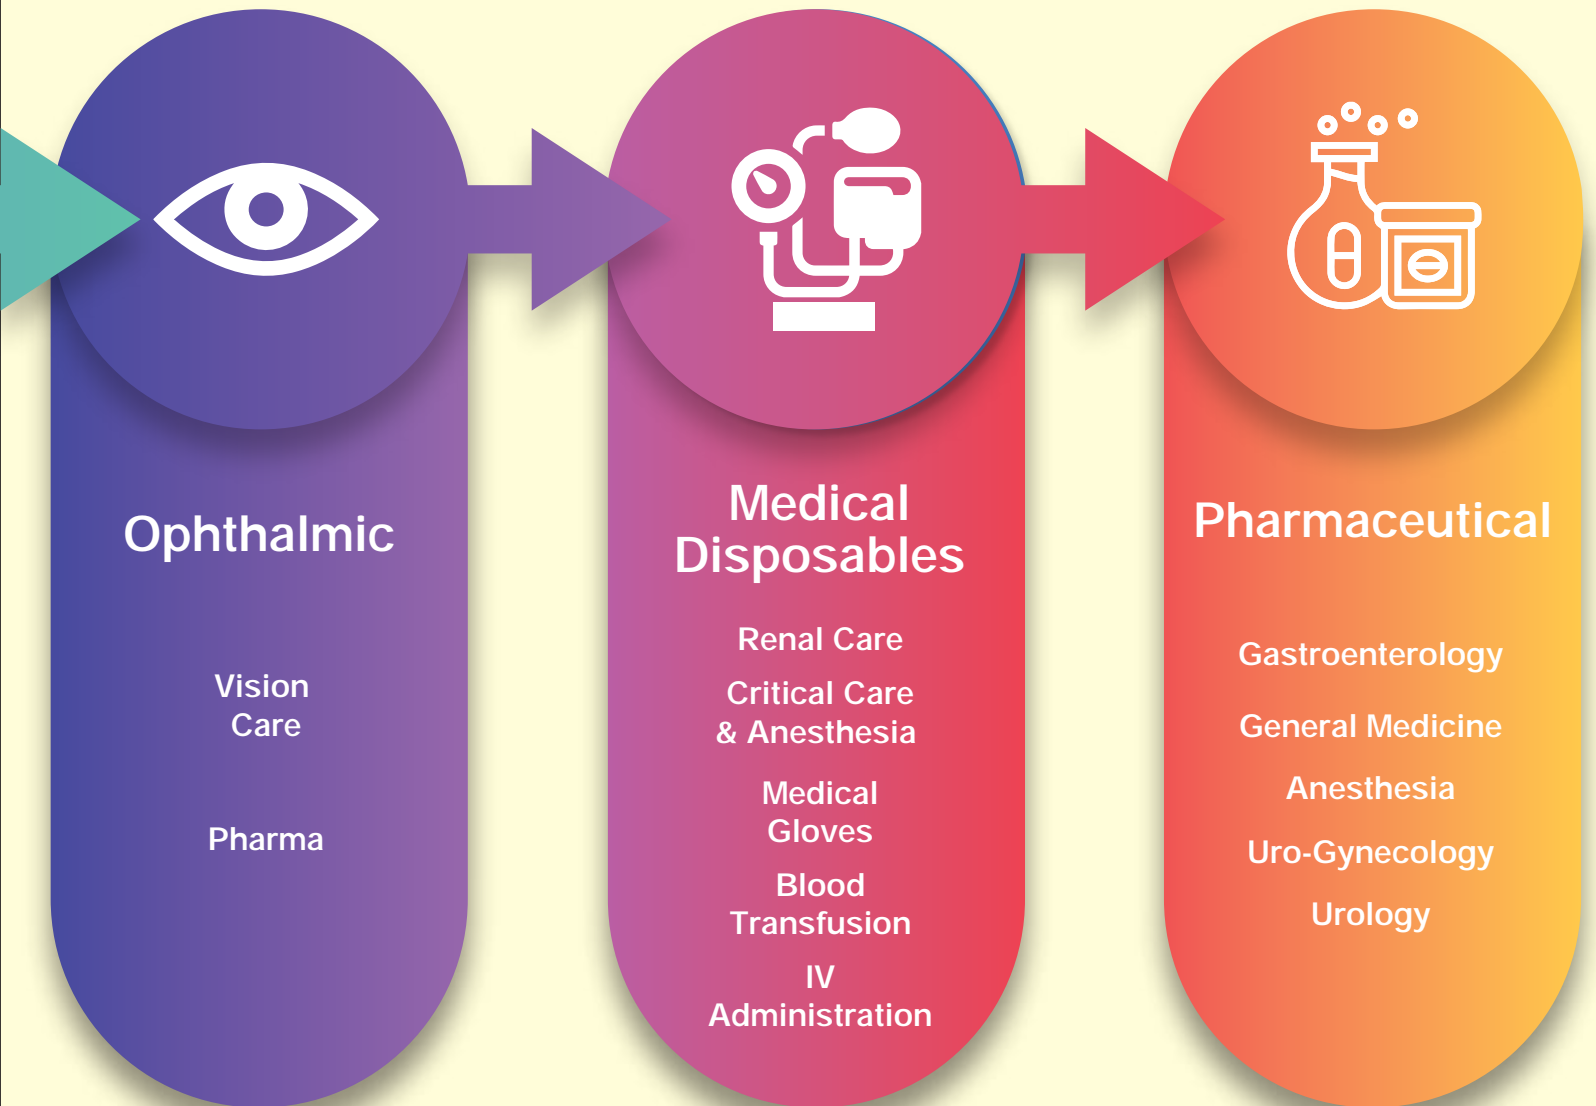 Ophthalmic
Vision
Care
Pharma
Medical
Disposables
Renal Care
Critical Care
& Anesthesia
Medical
Gloves
Blood
Transfusion
IV
Administration
Pharmaceutical
Gastroenterology
General Medicine
Anesthesia
Uro-Gynecology
Urology